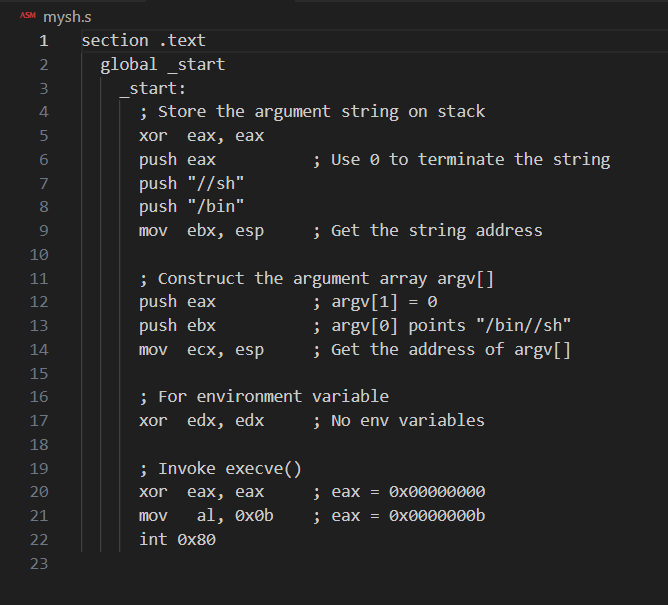 ASM mysh.s
1 section .text
2 global _start
3 _start:
4 ; Store the argument string on stack
5 xor eax, eax
6 push eax ; Use 0 to terminate the string
7 push "//sh"
8 push "/bin"
9 mov ebx, esp ; Get the string address
10
11 ; Construct the argument array argv[]
12 push eax ; argv[1] = 0
13 push ebx ; argv[0] points "/bin//sh"
14 mov ecx, esp ; Get the address of argv[]
15
16 ; For environment variable
17 xor edx, edx ; No env variables
18
19 ; Invoke execve()
20 xor eax, eax ; eax = 0x00000000
21 mov al, 0x0b ; eax = 0x0000000b
22 int 0x80
23